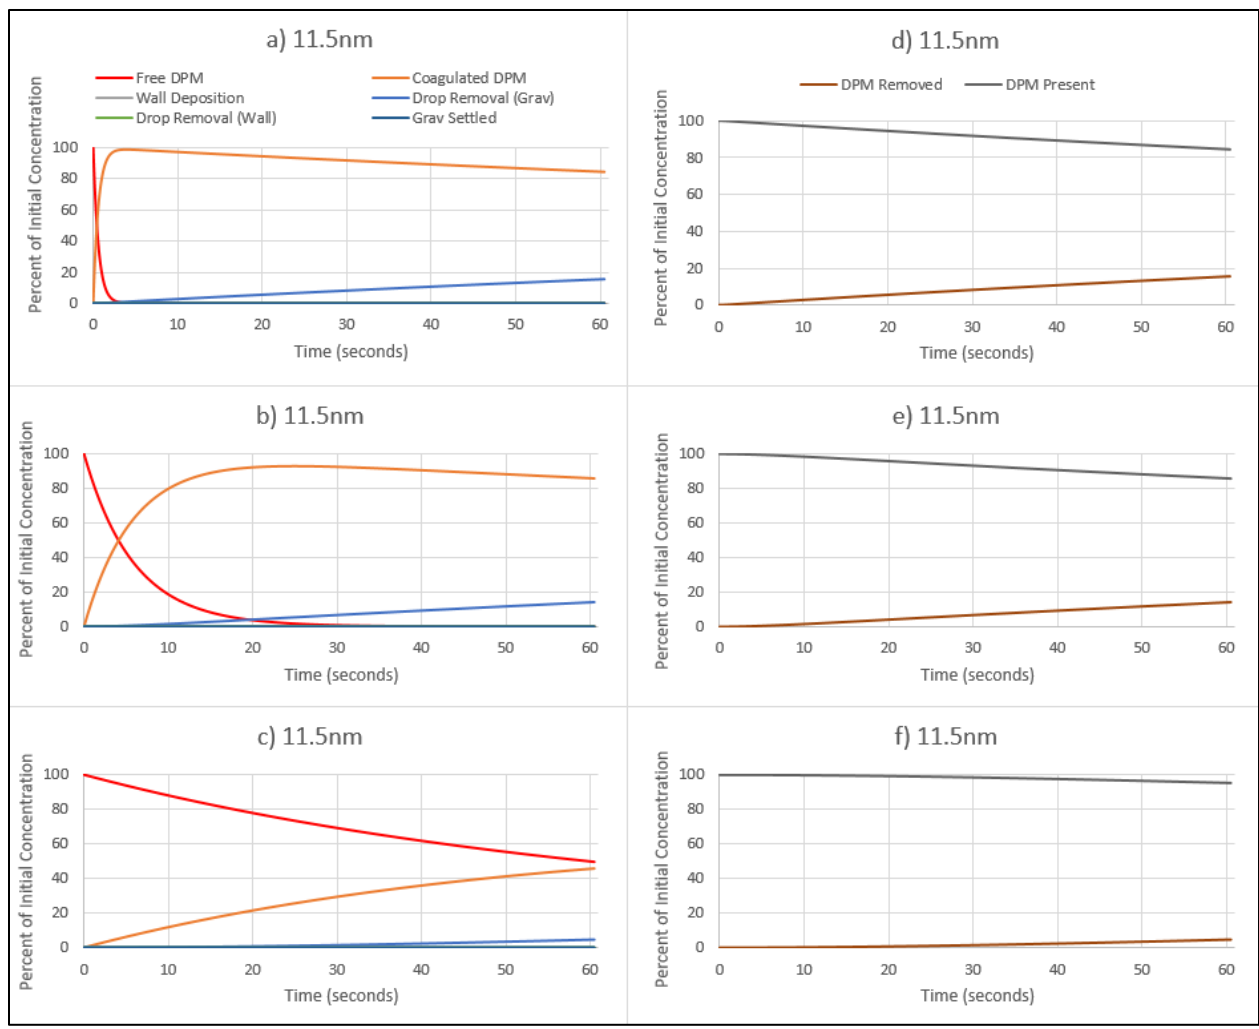 a) 11.5nm
Free DPM
Coagulated DPM
Wall Deposition
Drop Removal (Grav)
Drop Removal (Wall)
Grav Settled
Percent of Initial Concentration
100
80
60
40
20
0
0 10 20 30 40 50 60
Time (seconds)
d) 11.5nm
DPM Removed
DPM Present
Percent of Initial Concentration
100
80
60
40
20
0
0 10 20 30 40 50 60
Time (seconds)
b) 11.5nm
Percent of Initial Concentration
100
80
60
40
20
0
0 10 20 30 40 50 60
Time (seconds)
e) 11.5nm
Percent of Initial Concentration
100
80
60
40
20
0
0 10 20 30 40 50 60
Time (seconds)
c) 11.5nm
Percent of Initial Concentration
100
80
60
40
20
0
0 10 20 30 40 50 60
Time (seconds)
f) 11.5nm
Percent of Initial Concentration
100
80
60
40
20
0
0 10 20 30 40 50 60
Time (seconds)